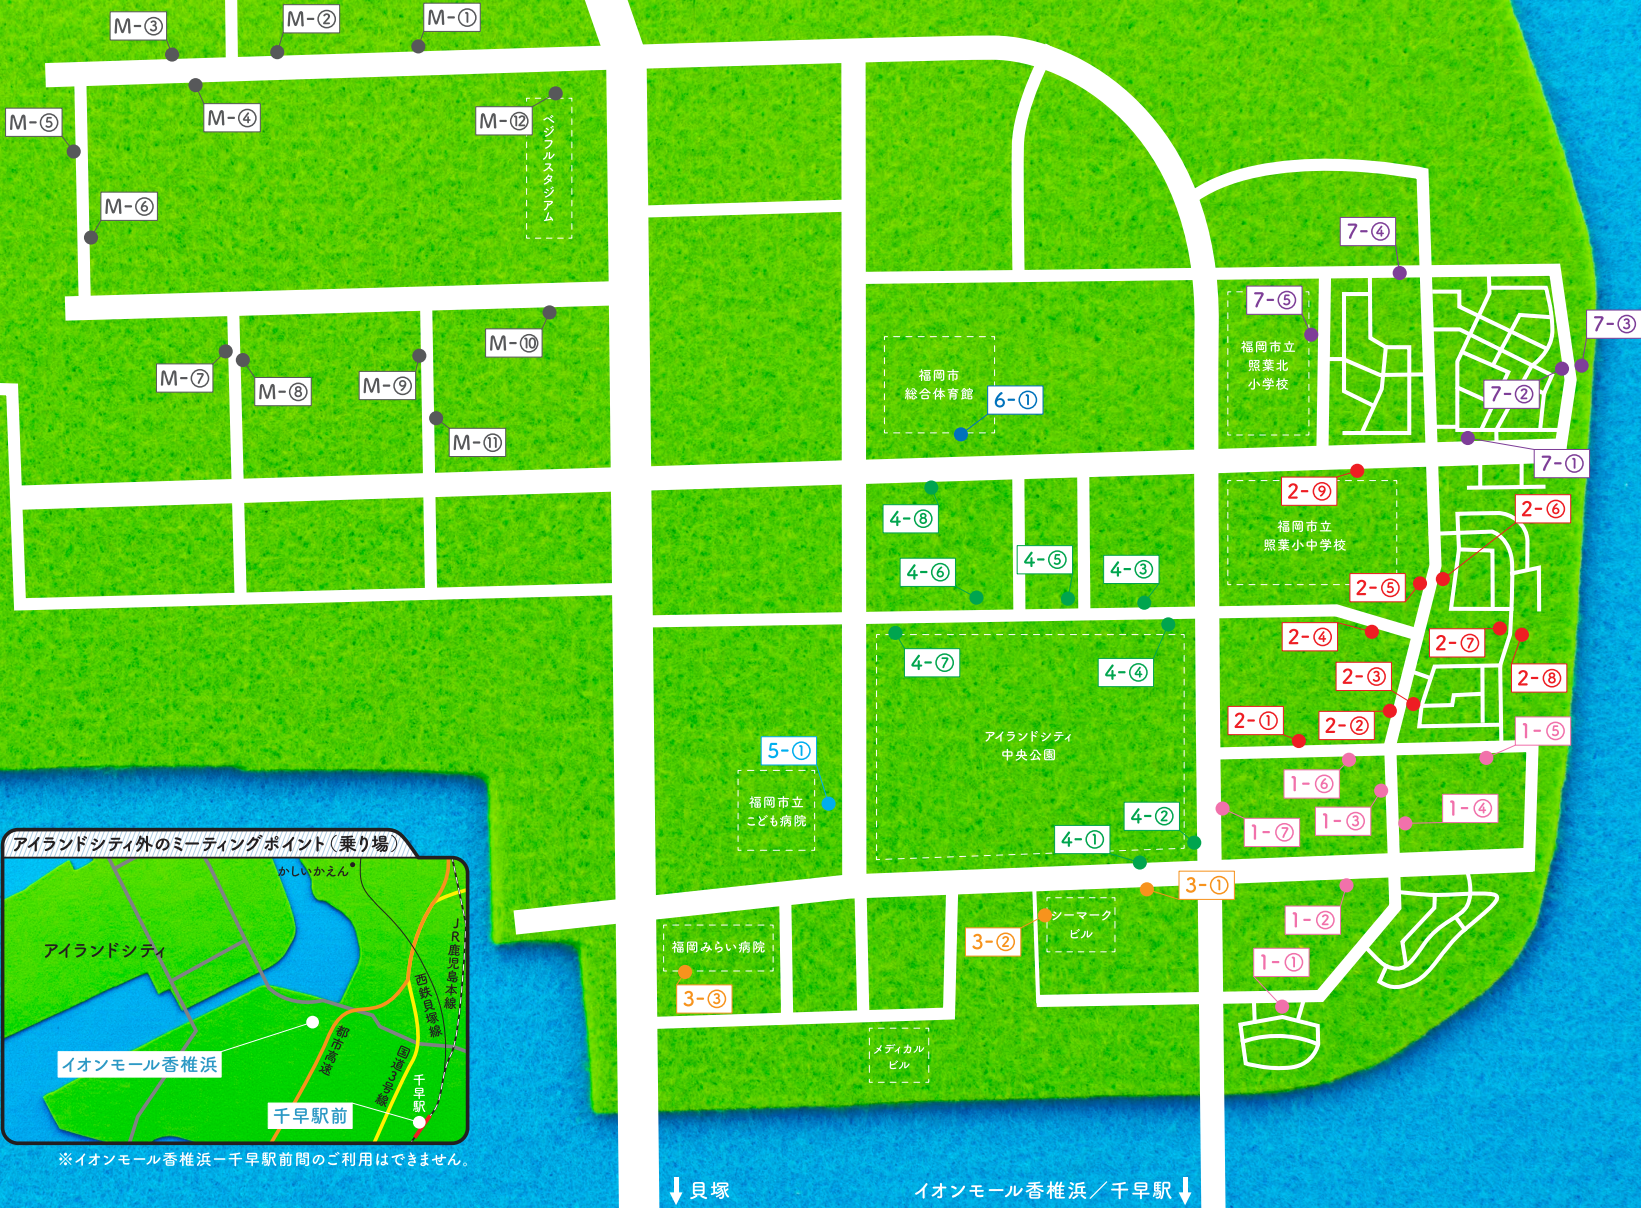 M-③
M-②
M-①
M-④
M-⑤
M-⑫
ベジフルスタジアム
M-⑥
7-④
7-⑤
7-③
M-⑩
M-⑦
M-⑧
M-⑨
M-⑪
福岡市
総合体育館
6-①
福岡市立
照葉北
小学校
7-②
7-①
2-⑨
2-⑥
4-⑧
福岡市立
照葉小中学校
4-⑥
4-⑤
4-③
2-⑤
2-④
2-⑦
4-⑦
4-④
2-③
2-⑧
2-①
2-②
1-⑤
アイランドシティ
中央公園
5-①
福岡市立
こども病院
1-⑥
1-③
1-④
1-⑦
4-②
4-①
3-①
1-②
シーマーク
ビル
3-②
福岡みらい病院
3-③
1-①
メディカル
ビル
アイランドシティ外のミーティングポイント（乗り場）
かしいかえん
アイランドシティ
JR鹿児島本線
西鉄貝塚線
都市高速
国道3号線
イオンモール香椎浜
千早駅
千早駅前
※イオンモール香椎浜ー千早駅前間のご利用はできません。
貝塚
イオンモール香椎浜／千早駅